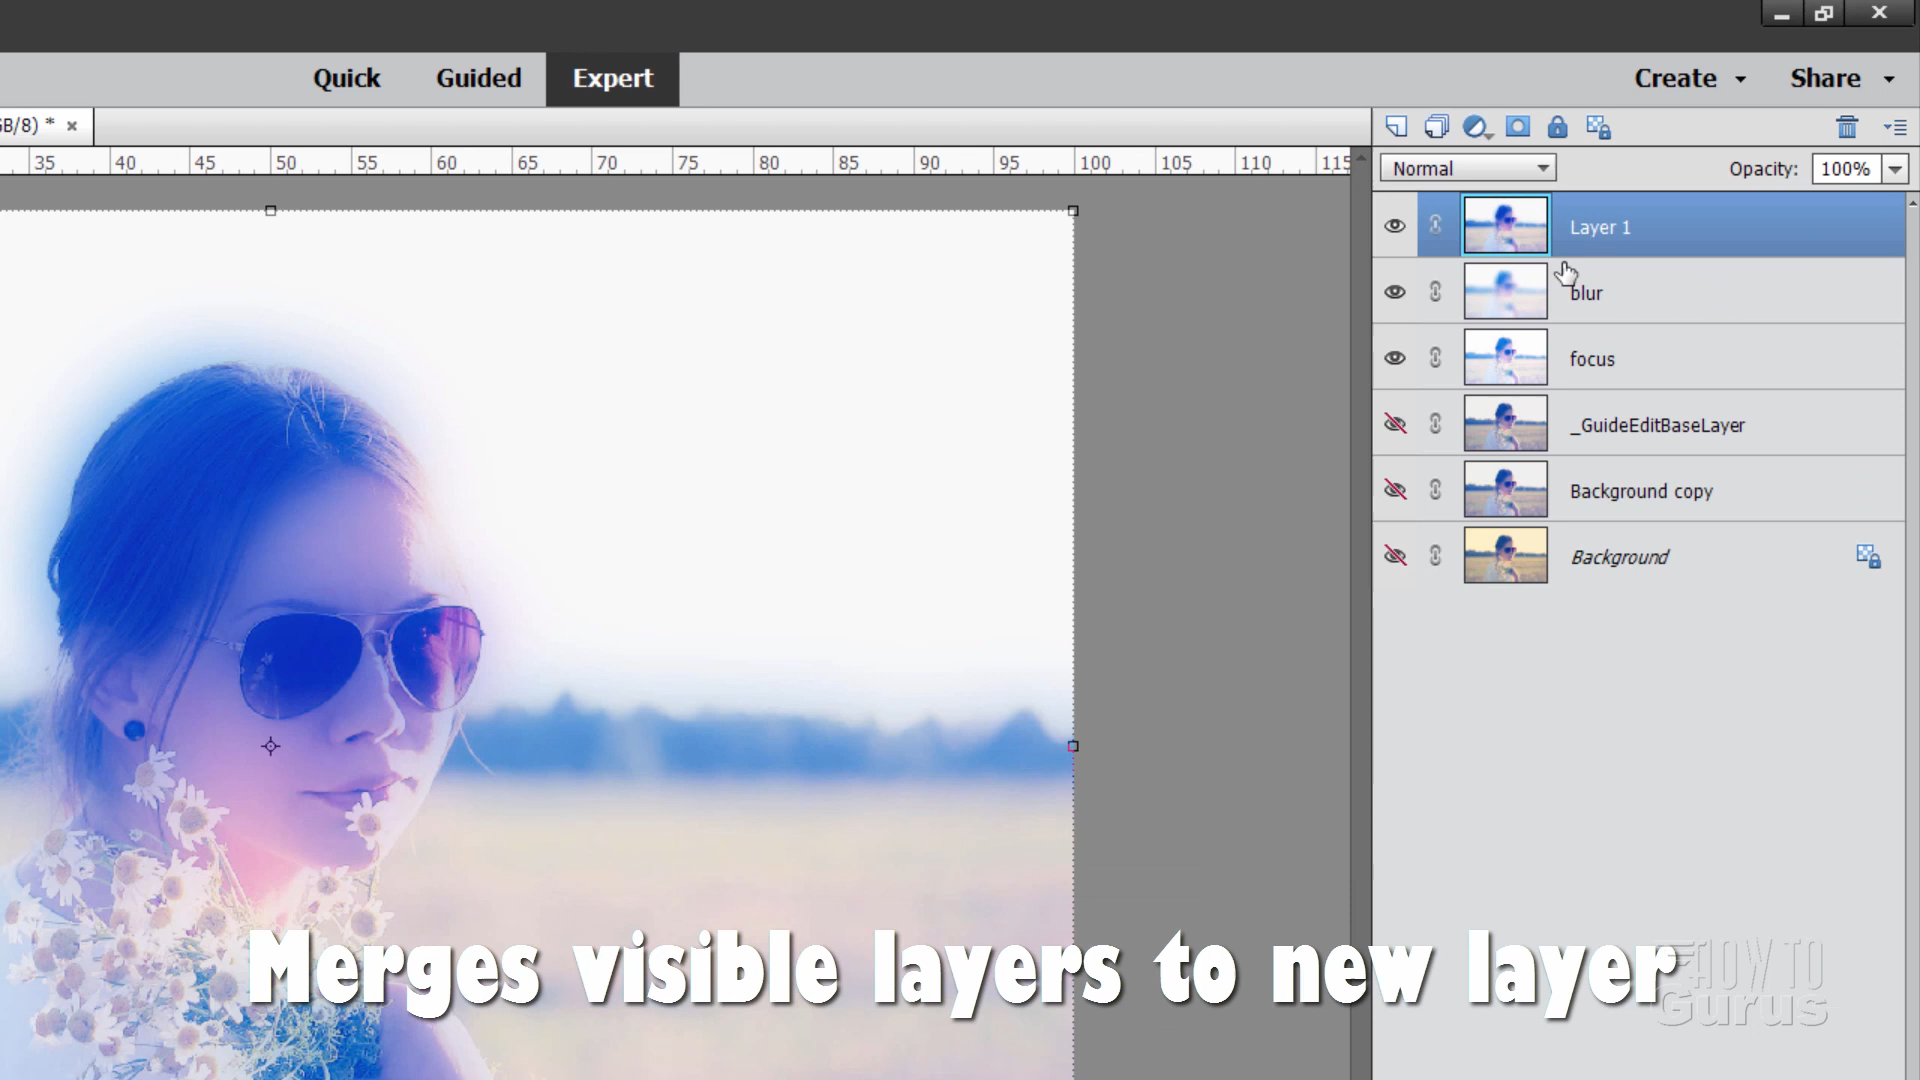 Quick Guided Expert Create Share
GB/8) * ×
35 40 45 50 55 60 65 70 75 80 85 90 95 100 105 110 115
Normal Opacity: 100%
Layer 1
blur
focus
_GuideEditBaseLayer
Background copy
Background
Merges visible layers to new layer
HOW TO
Gurus